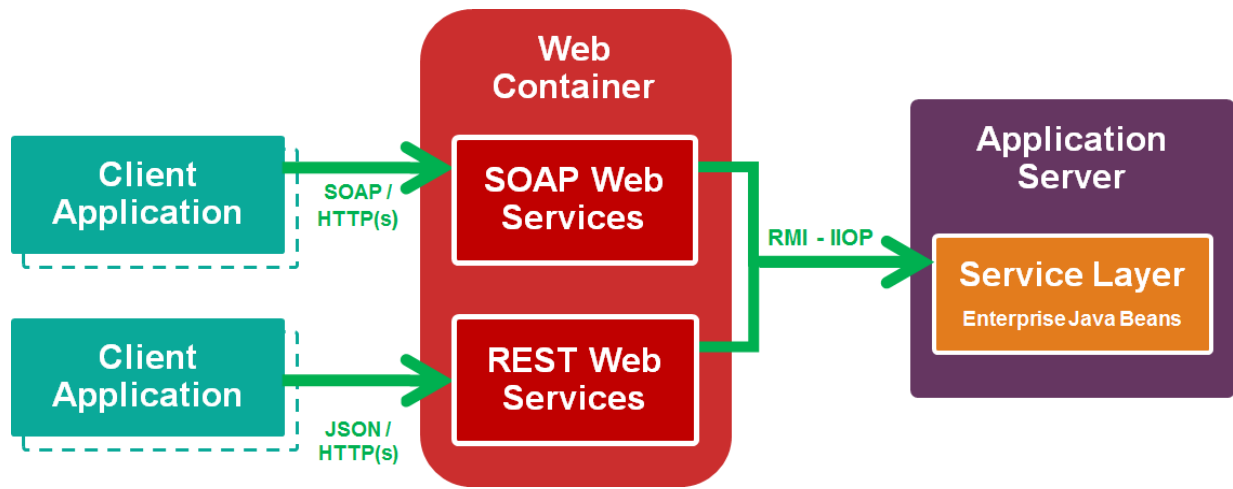 Web
Container
Client
Application
SOAP /
HTTP(s)
SOAP Web
Services
RMI - IIOP
Application
Server
Service Layer
Enterprise Java Beans
Client
Application
JSON /
HTTP(s)
REST Web
Services